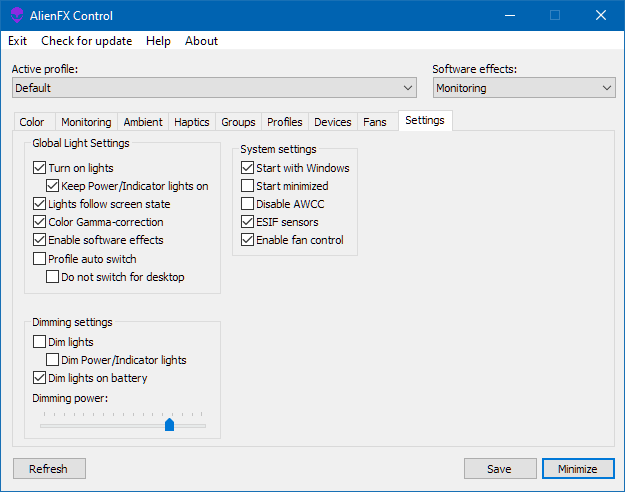 AlienFX Control
Exit Check for update Help About
Active profile:
Default
Software effects:
Monitoring
Color Monitoring Ambient Haptics Groups Profiles Devices Fans Settings
Global Light Settings
Turn on lights
Keep Power/Indicator lights on
Lights follow screen state
Color Gamma-correction
Enable software effects
Profile auto switch
Do not switch for desktop
System settings
Start with Windows
Start minimized
Disable AWCC
ESIF sensors
Enable fan control
Dimming settings
Dim lights
Dim Power/Indicator lights
Dim lights on battery
Dimming power:
Refresh Save Minimize